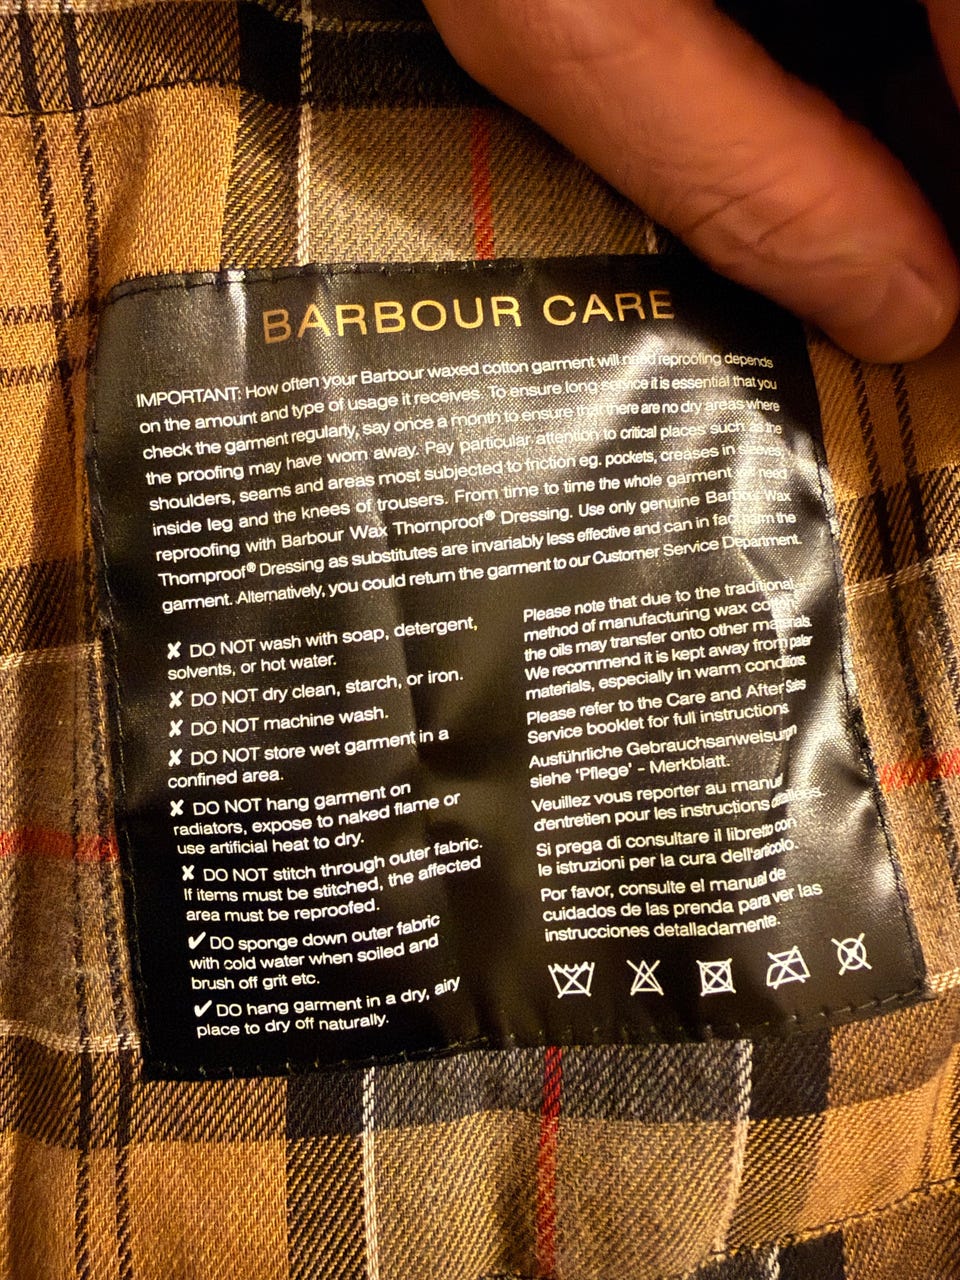 BARBOUR CARE
IMPORTANT: How often your Barbour waxed cotton garment will need reproofing depends
on the amount and type of usage it receives. To ensure long service it is essential that you
check the garment regularly, say once a month to ensure that there are no dry areas where
the proofing may have worn away. Pay particular attention to critical places such as the
shoulders, seams and areas most subjected to friction eg. pockets, creases in sleeves,
inside leg and the knees of trousers. From time to time the whole garment will need
reproofing with Barbour Wax Thornproof® Dressing. Use only genuine Barbour Wax
Thornproof® Dressing as substitutes are invariably less effective and can in fact harm the
garment. Alternatively, you could return the garment to our Customer Service Department.
✘ DO NOT wash with soap, detergent,
solvents, or hot water.
✘ DO NOT dry clean, starch, or iron.
✘ DO NOT machine wash.
✘ DO NOT store wet garment in a
confined area.
✘ DO NOT hang garment on
radiators, expose to naked flame or
use artificial heat to dry.
✘ DO NOT stitch through outer fabric.
If items must be stitched, the affected
area must be reproofed.
✔ DO sponge down outer fabric
with cold water when soiled and
brush off grit etc.
✔ DO hang garment in a dry, airy
place to dry off naturally.
Please note that due to the traditional
method of manufacturing wax cotton,
the oils may transfer onto other materials.
We recommend it is kept away from paler
materials, especially in warm conditions.
Please refer to the Care and After Sales
Service booklet for full instructions
Ausführliche Gebrauchsanweisung
siehe 'Pflege' - Merkblatt.
Veuillez vous reporter au manuel
d'entretien pour les instructions détaillées.
Si prega di consultare il libretto con
le istruzioni per la cura dell'articolo.
Por favor, consulte el manual de
cuidados de las prenda para ver las
instrucciones detalladamente.